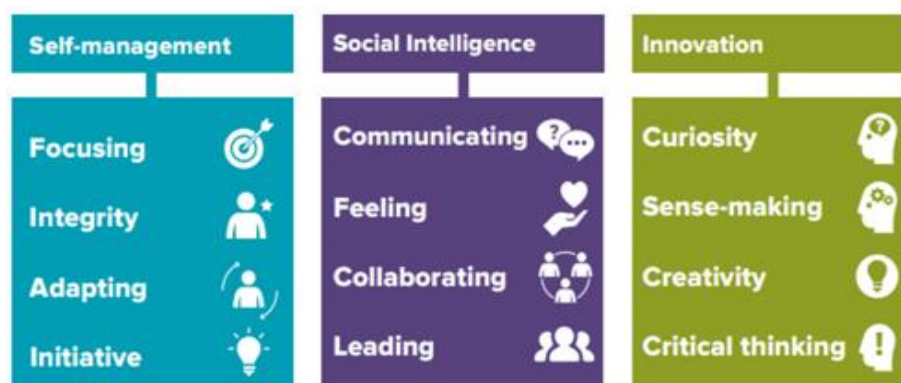 Self-management
Focusing
Integrity
Adapting
Initiative
Social Intelligence
Communicating
?
Feeling
Collaborating
Leading
Innovation
Curiosity
?
Sense-making
Creativity
Critical thinking
!